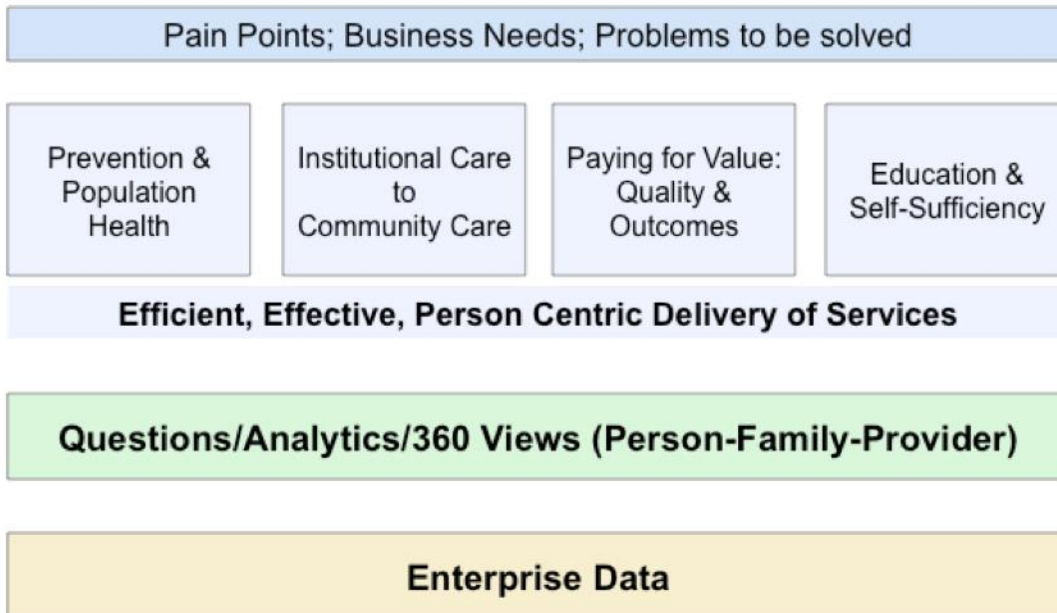 Pain Points; Business Needs; Problems to be solved
Prevention &
Population
Health
Institutional Care
to
Community Care
Paying for Value:
Quality &
Outcomes
Education &
Self-Sufficiency
Efficient, Effective, Person Centric Delivery of Services
Questions/Analytics/360 Views (Person-Family-Provider)
Enterprise Data